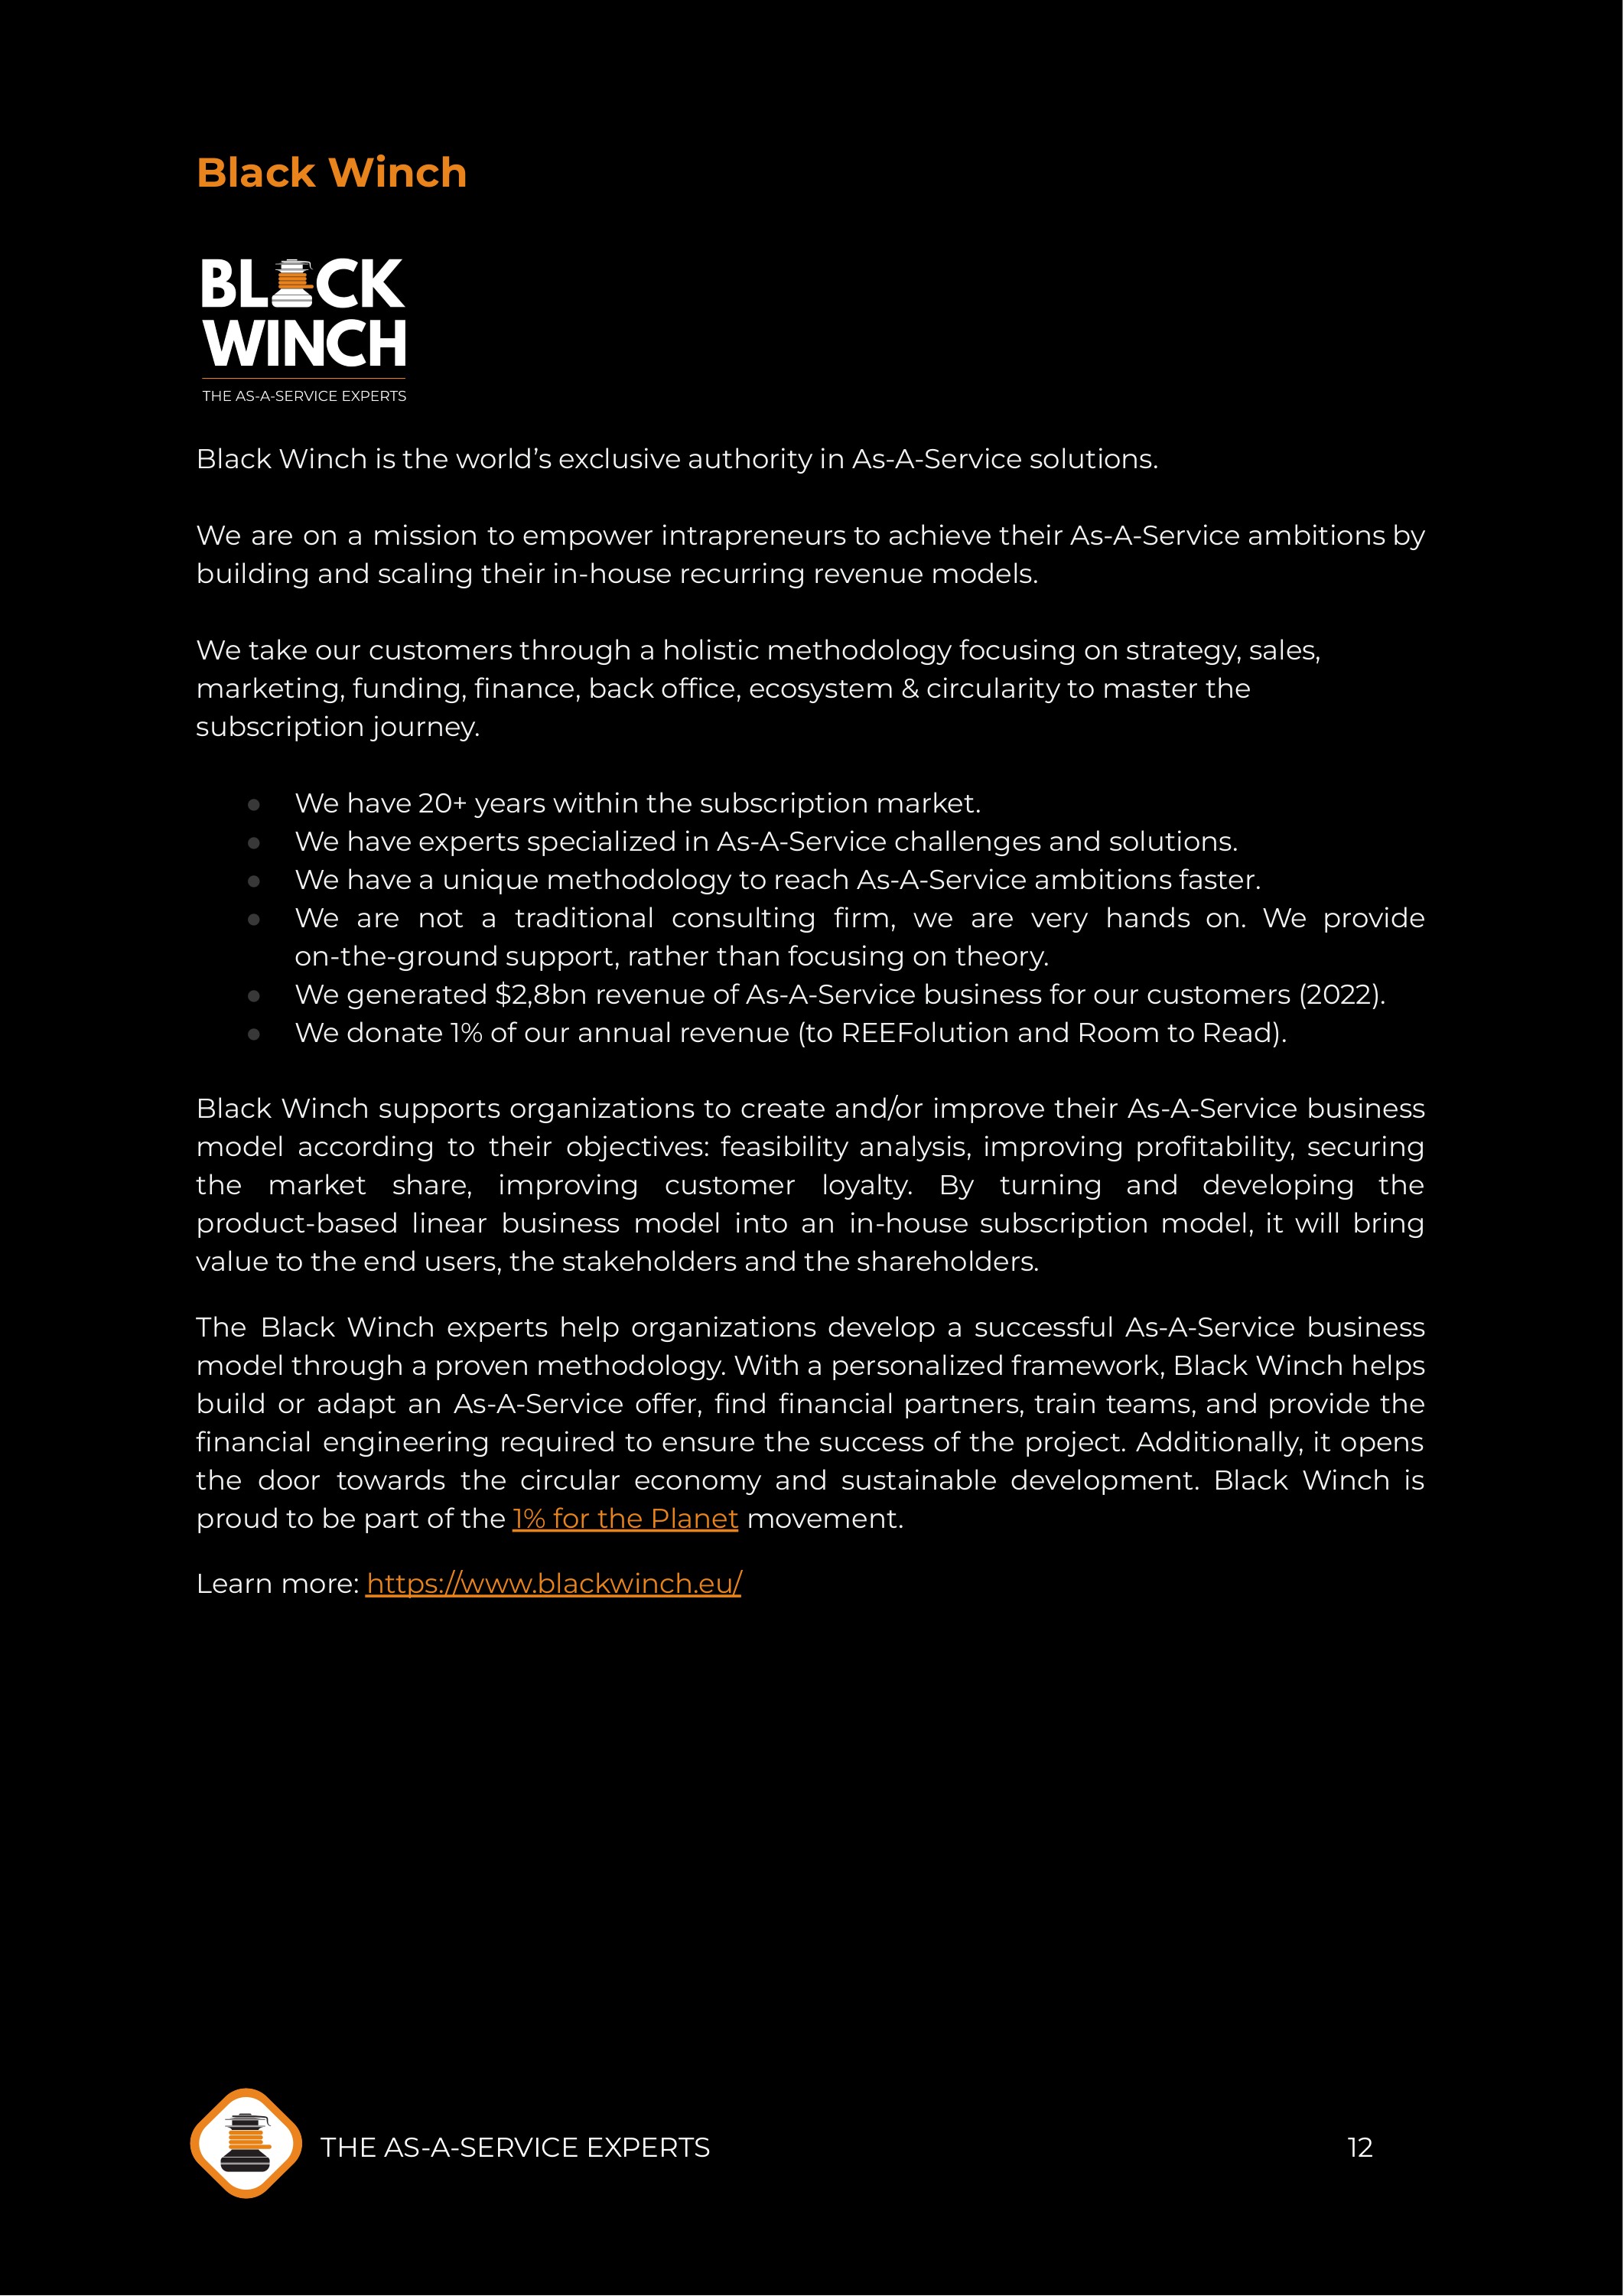 Black Winch
BLACK
WINCH
THE AS-A-SERVICE EXPERTS
Black Winch is the world’s exclusive authority in As-A-Service solutions.
We are on a mission to empower intrapreneurs to achieve their As-A-Service ambitions by
building and scaling their in-house recurring revenue models.
We take our customers through a holistic methodology focusing on strategy, sales,
marketing, funding, finance, back office, ecosystem & circularity to master the
subscription journey.
● We have 20+ years within the subscription market.
● We have experts specialized in As-A-Service challenges and solutions.
● We have a unique methodology to reach As-A-Service ambitions faster.
● We are not a traditional consulting firm, we are very hands on. We provide
on-the-ground support, rather than focusing on theory.
● We generated $2,8bn revenue of As-A-Service business for our customers (2022).
● We donate 1% of our annual revenue (to REEFolution and Room to Read).
Black Winch supports organizations to create and/or improve their As-A-Service business
model according to their objectives: feasibility analysis, improving profitability, securing
the market share, improving customer loyalty. By turning and developing the
product-based linear business model into an in-house subscription model, it will bring
value to the end users, the stakeholders and the shareholders.
The Black Winch experts help organizations develop a successful As-A-Service business
model through a proven methodology. With a personalized framework, Black Winch helps
build or adapt an As-A-Service offer, find financial partners, train teams, and provide the
financial engineering required to ensure the success of the project. Additionally, it opens
the door towards the circular economy and sustainable development. Black Winch is
proud to be part of the 1% for the Planet movement.
Learn more: https://www.blackwinch.eu/
THE AS-A-SERVICE EXPERTS
12